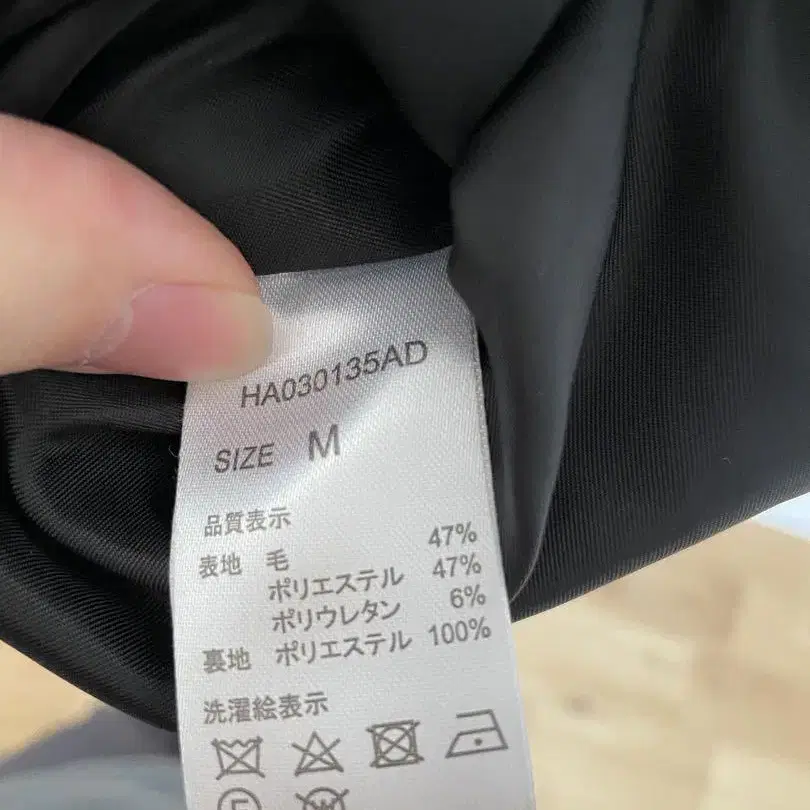 HA030135AD
SIZE M
品質表示
表地 毛 47%
ポリエステル 47%
ポリウレタン 6%
裏地 ポリエステル 100%
洗濯絵表示